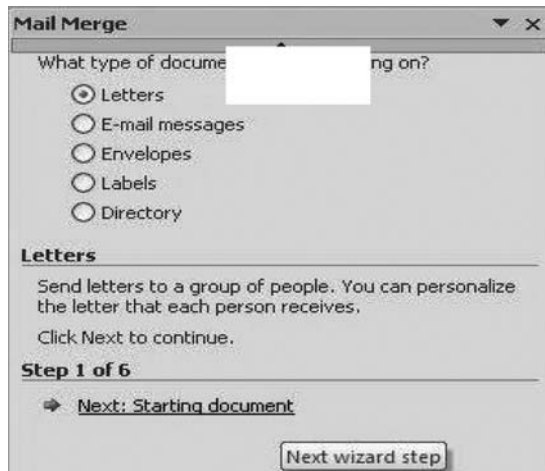 Mail Merge
What type of docume ng on?
Letters
E-mail messages
Envelopes
Labels
Directory
Letters
Send letters to a group of people. You can personalize
the letter that each person receives.
Click Next to continue.
Step 1 of 6
Next: Starting document
Next wizard step